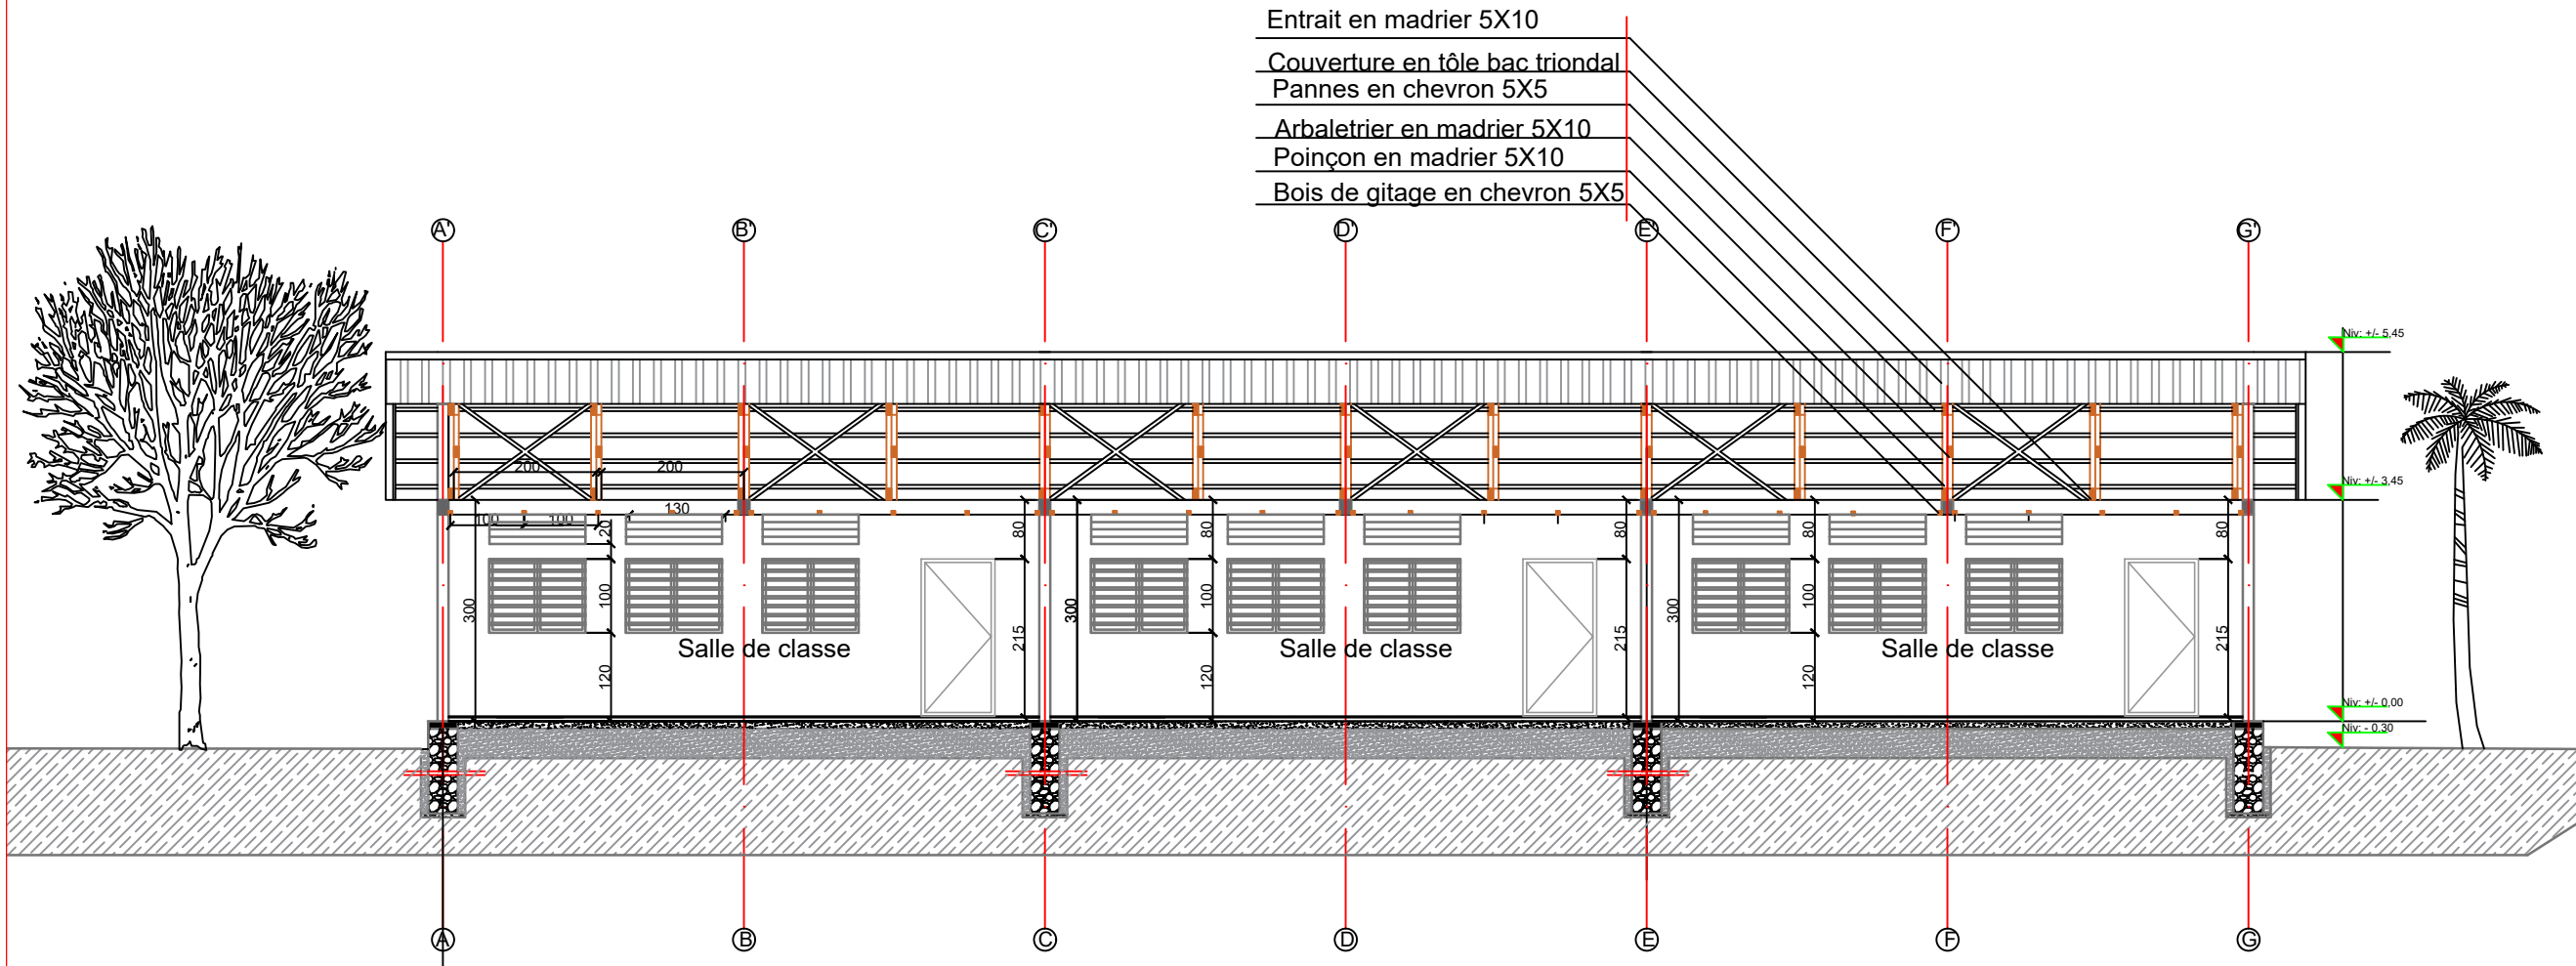 Entrait en madrier 5X10
Couverture en tôle bac triondal
Pannes en chevron 5X5
Arbaletrier en madrier 5X10
Poinçon en madrier 5X10
Bois de gitage en chevron 5X5
A' B' C' D' E' F' G'
Niv: +/- 5,45
200 200
Niv: +/- 3,45
100 100 130
20 80 80 80 80 80
300 100 300 100 300 100
215 215 215
Salle de classe Salle de classe Salle de classe
120 120 120
Niv: +/- 0,00
Niv: - 0,30
A B C D E F G